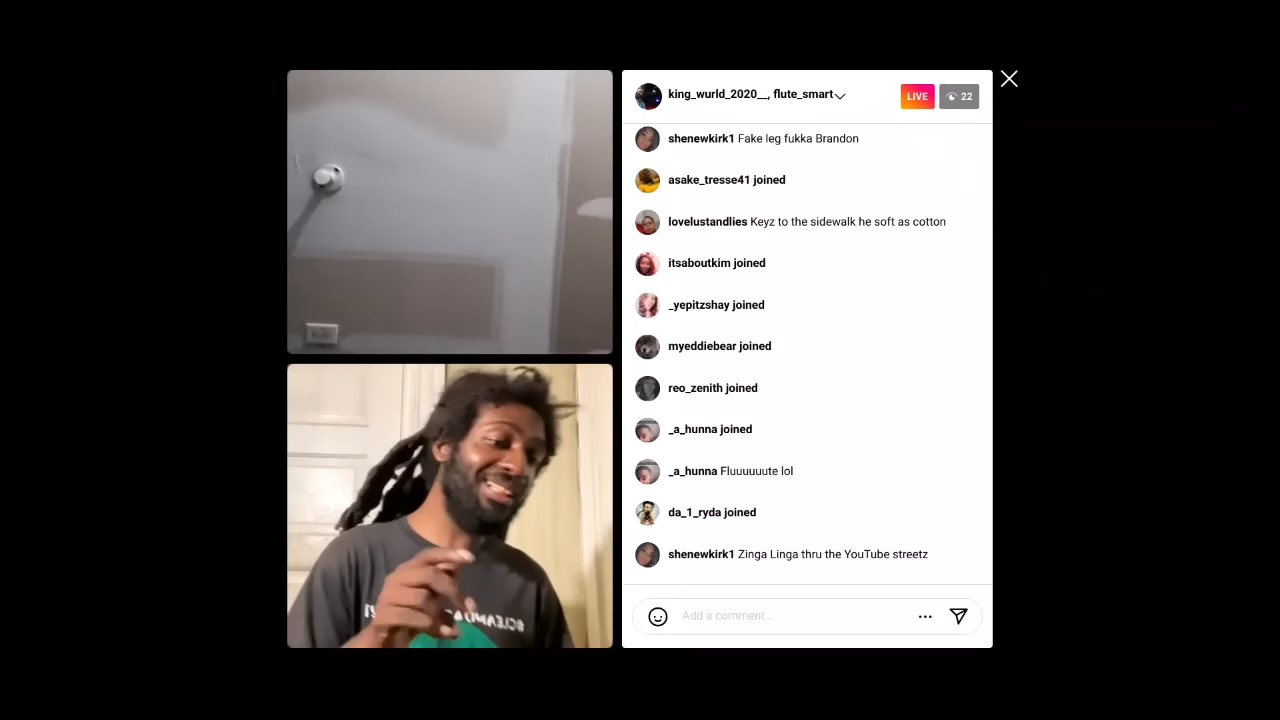 king_wurld_2020__, flute_smart
LIVE
22
shenewkirk1 Fake leg fukka Brandon
asake_tresse41 joined
lovelustandlies Keyz to the sidewalk he soft as cotton
itsaboutkim joined
_yepitzshay joined
myeddiebear joined
reo_zenith joined
_a_hunna joined
_a_hunna Fluuuuuute lol
da_1_ryda joined
shenewkirk1 Zinga Linga thru the YouTube streetz
Add a comment...